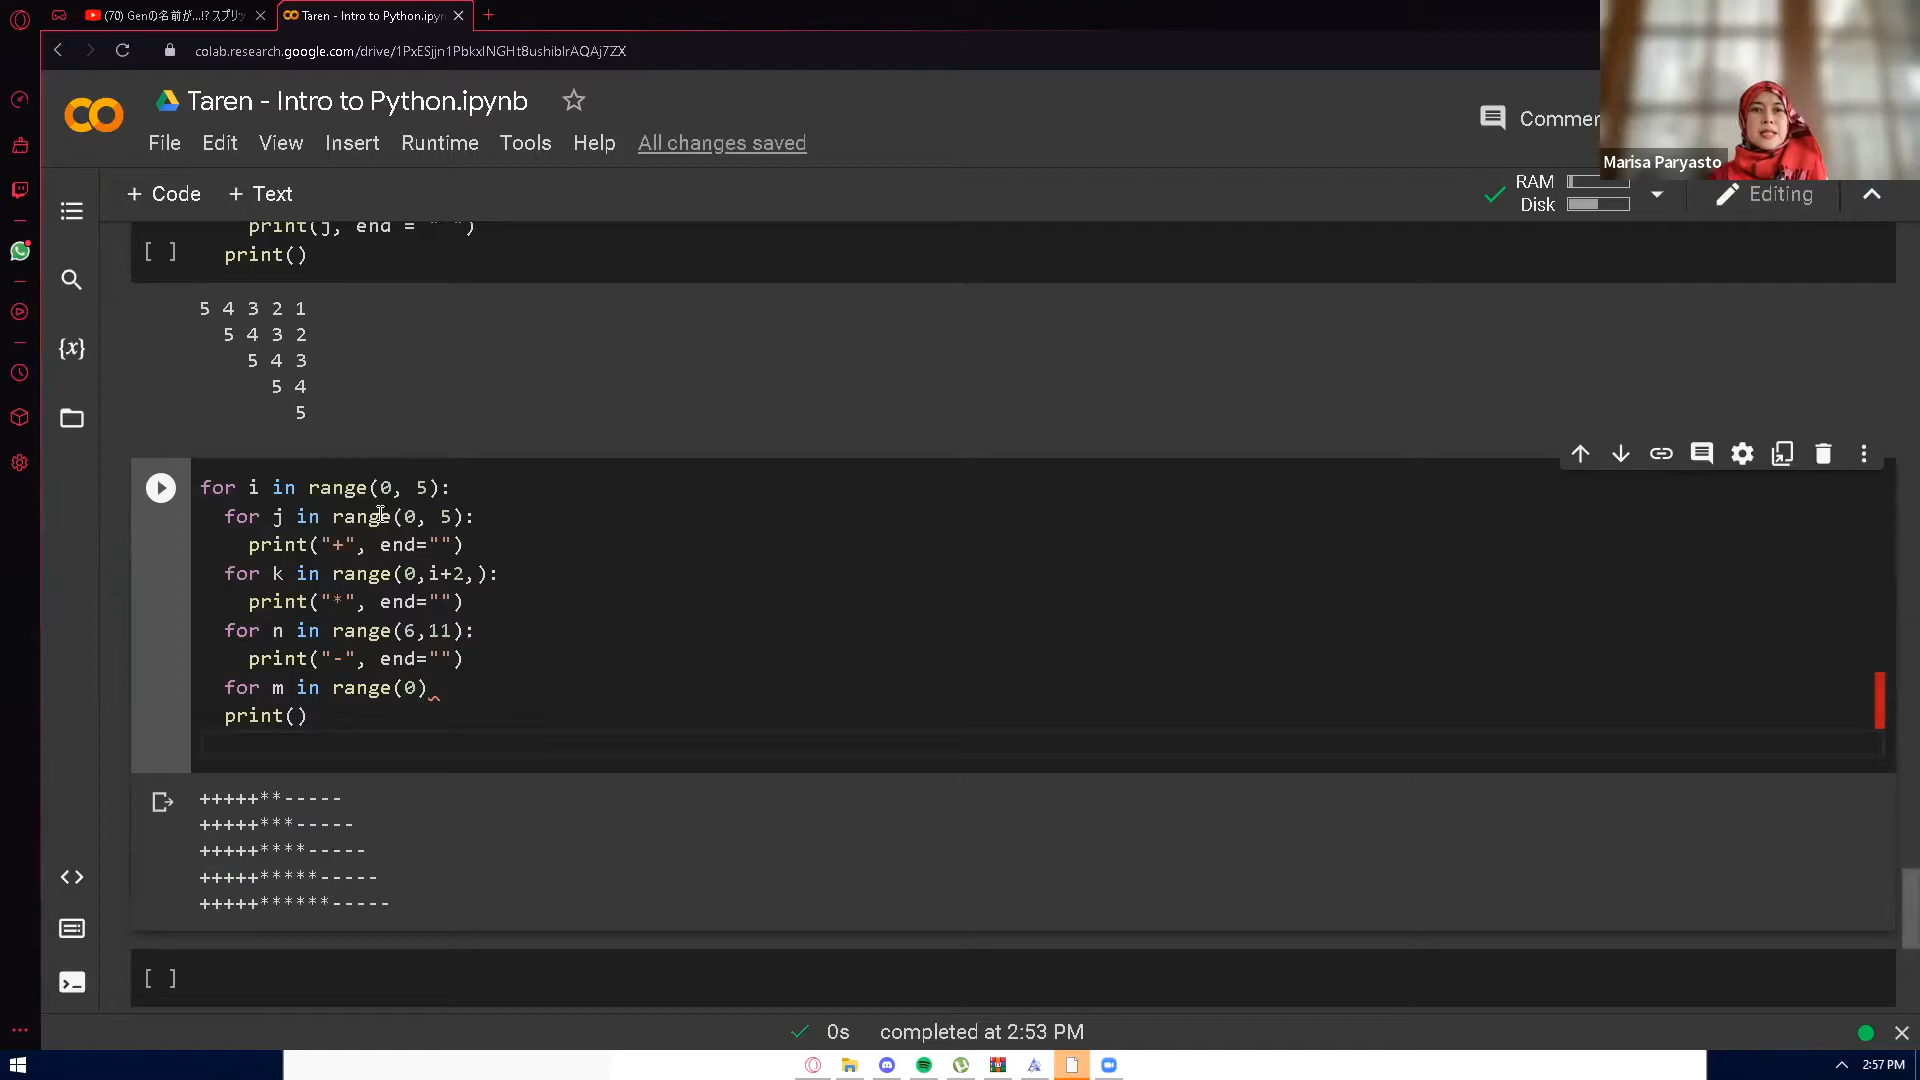 (70) Genの名前が...!? スプリッ
Taren - Intro to Python.ipyn
colab.research.google.com/drive/
Taren - Intro to Python.ipynb
Commen
Marisa Paryasto
File Edit View Insert Runtime Tools Help All changes saved
+ Code + Text
RAM
Disk
Editing
print(j, end = " ")
[ ] print()
5 4 3 2 1
5 4 3 2
5 4 3
5 4
5
for i in range(0, 5):
for j in range(0, 5):
print("+", end="")
for k in range(0,i+2,):
print("*", end="")
for n in range(6,11):
print("-", end="")
for m in range(0)
print()
+++++**-----
+++++***-----
+++++****-----
+++++*****-----
+++++******-----
[ ]
0s completed at 2:53 PM
2:57 PM